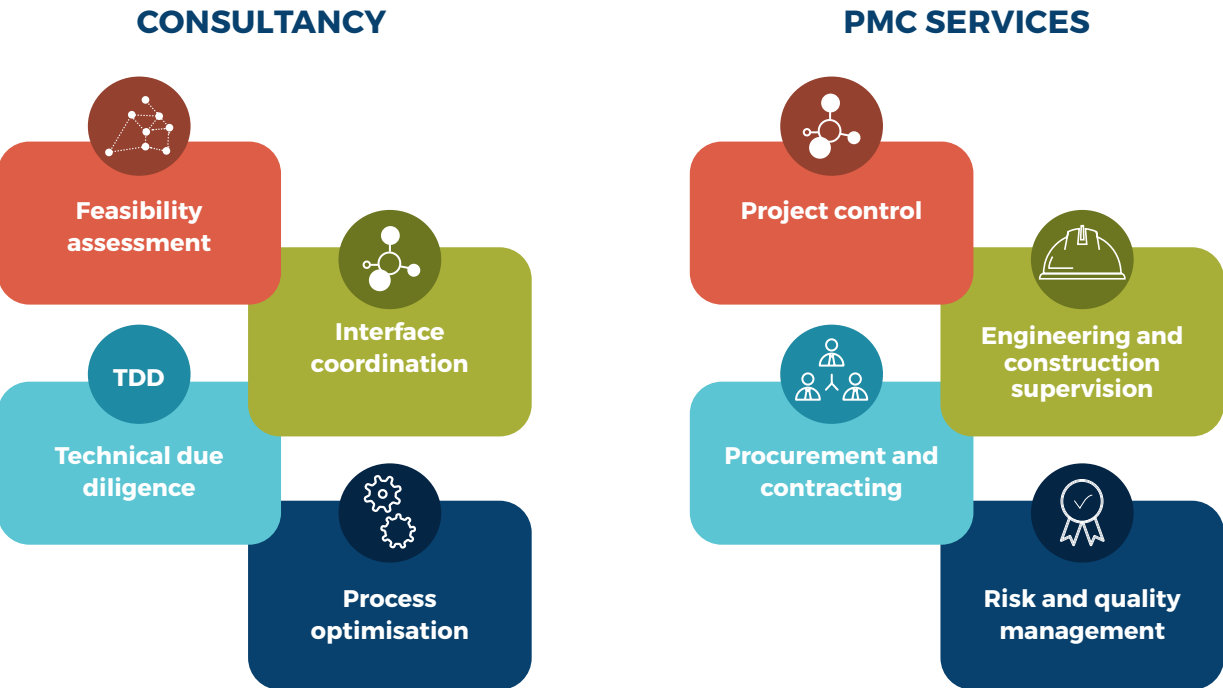 CONSULTANCY
Feasibility
assessment
Interface
coordination
TDD
Technical due
diligence
Process
optimisation
PMC SERVICES
Project control
Engineering and
construction
supervision
Procurement and
contracting
Risk and quality
management